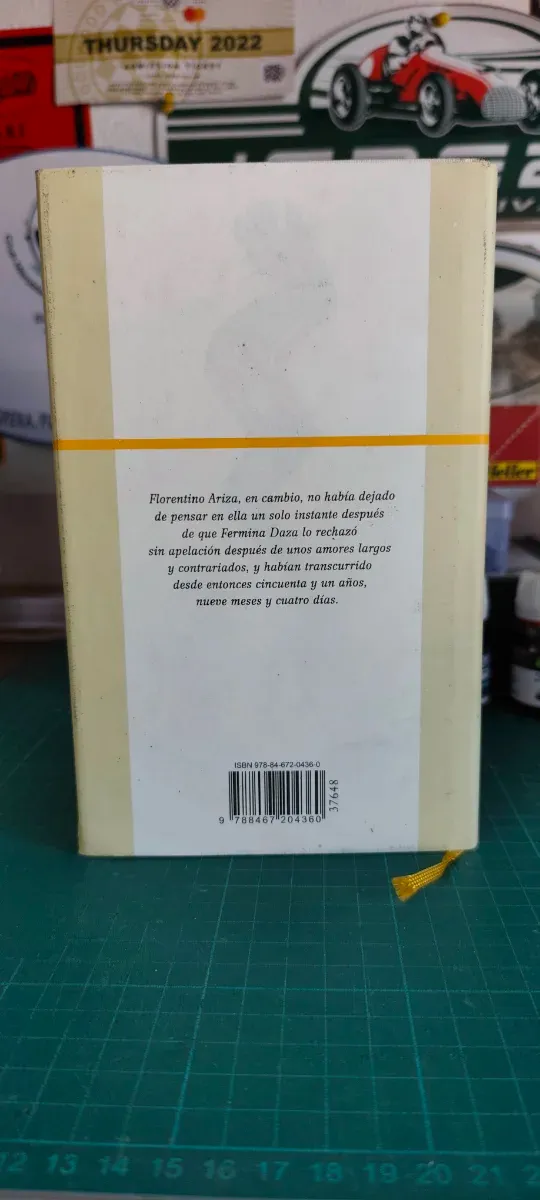 THURSDAY 2022
Heller
Florentino Ariza, en cambio, no había dejado
de pensar en ella un solo instante después
de que Fermina Daza lo rechazó
sin apelación después de unos amores largos
y contrariados, y habían transcurrido
desde entonces cincuenta y un años,
nueve meses y cuatro días.
ISBN 978-84-672-0436-0
37648
9 788467 204360
12 13 14 15 16 17 18 19 20 21